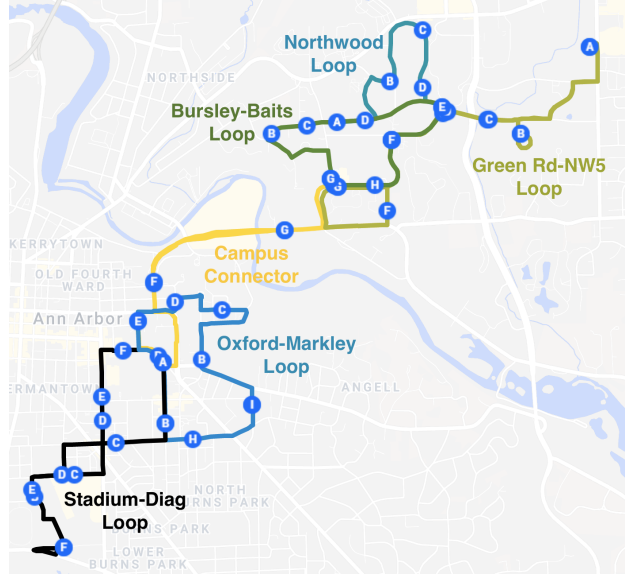 C
Northwood
Loop
A
NORTHSIDE
B
D
Bursley-Baits
Loop
E
B
C
A
D
C
B
F
Green Rd-NW5
Loop
G
G
H
F
KERRYTOWN
G
Campus
Connector
OLD FOURTH
WARD
F
D
C
Ann Arbor
E
Oxford-Markley
Loop
F
A
B
ERMANTOWN
ANGELL
E
I
D
B
C
H
D
C
E
Stadium-Diag
Loop
NORTH
BURNS PARK
BURNS PARK
F
LOWER
BURNS PARK